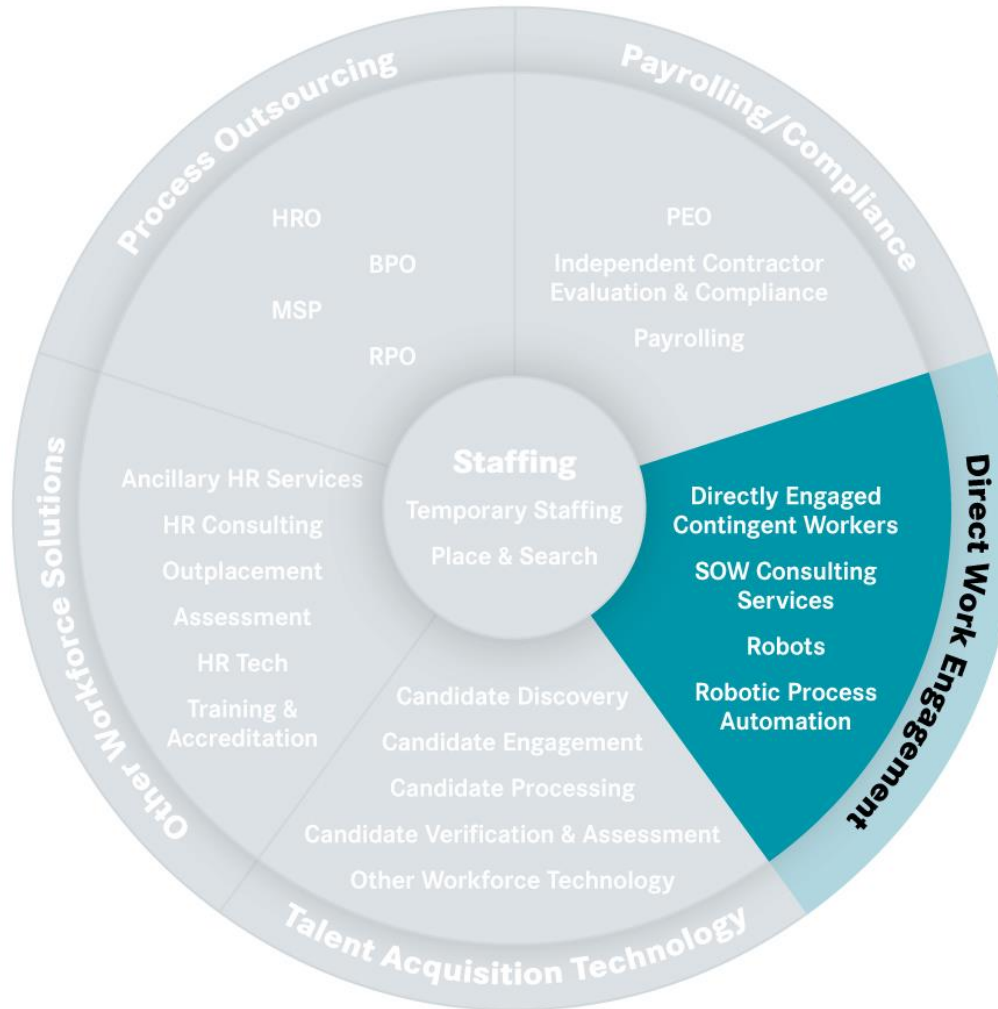 Process Outsourcing
HRO
BPO
MSP
RPO
Payrolling/Compliance
PEO
Independent Contractor
Evaluation & Compliance
Payrolling
Direct Work Engagement
Directly Engaged
Contingent Workers
SOW Consulting
Services
Robots
Robotic Process
Automation
Talent Acquisition Technology
Candidate Discovery
Candidate Engagement
Candidate Processing
Candidate Verification & Assessment
Other Workforce Technology
Other Workforce Solutions
Ancillary HR Services
HR Consulting
Outplacement
Assessment
HR Tech
Training &
Accreditation
Staffing
Temporary Staffing
Place & Search